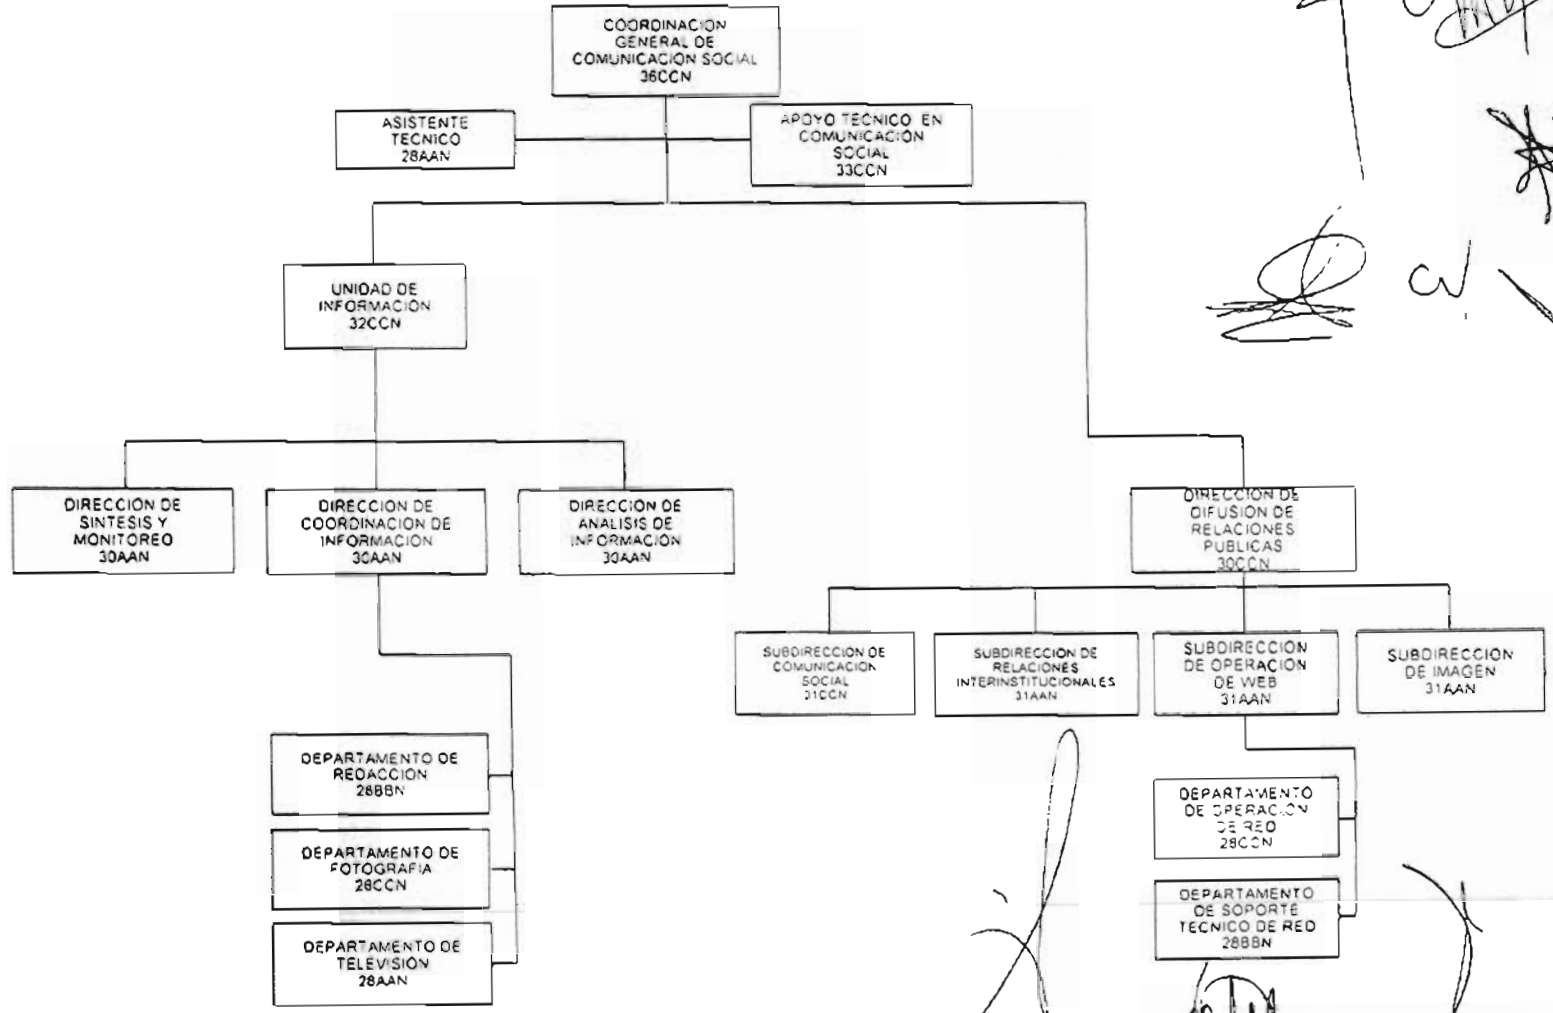 COORDINACION
GENERAL DE
COMUNICACION SOCIAL
36CCN
ASISTENTE
TECNICO
28AAN
APOYO TECNICO EN
COMUNICACIÓN
SOCIAL
33CCN
UNIDAD DE
INFORMACION
32CCN
DIRECCION DE
SINTESIS Y
MONITOREO
30AAN
DIRECCION DE
COORDINACION DE
INFORMACION
30AAN
DIRECCION DE
ANALISIS DE
INFORMACION
30AAN
DIRECCION DE
DIFUSION DE
RELACIONES
PUBLICAS
30CCN
SUBDIRECCION DE
COMUNICACION
SOCIAL
31CCN
SUBDIRECCION DE
RELACIONES
INTERINSTITUCIONALES
31AAN
SUBDIRECCION
DE OPERACION
DE WEB
31AAN
SUBDIRECCION
DE IMAGEN
31AAN
DEPARTAMENTO DE
REDACCION
28BBN
DEPARTAMENTO DE
FOTOGRAFIA
28CCN
DEPARTAMENTO DE
TELEVISION
28AAN
DEPARTAMENTO
DE OPERACION
DE RED
28CCN
DEPARTAMENTO
DE SOPORTE
TECNICO DE RED
28BBN